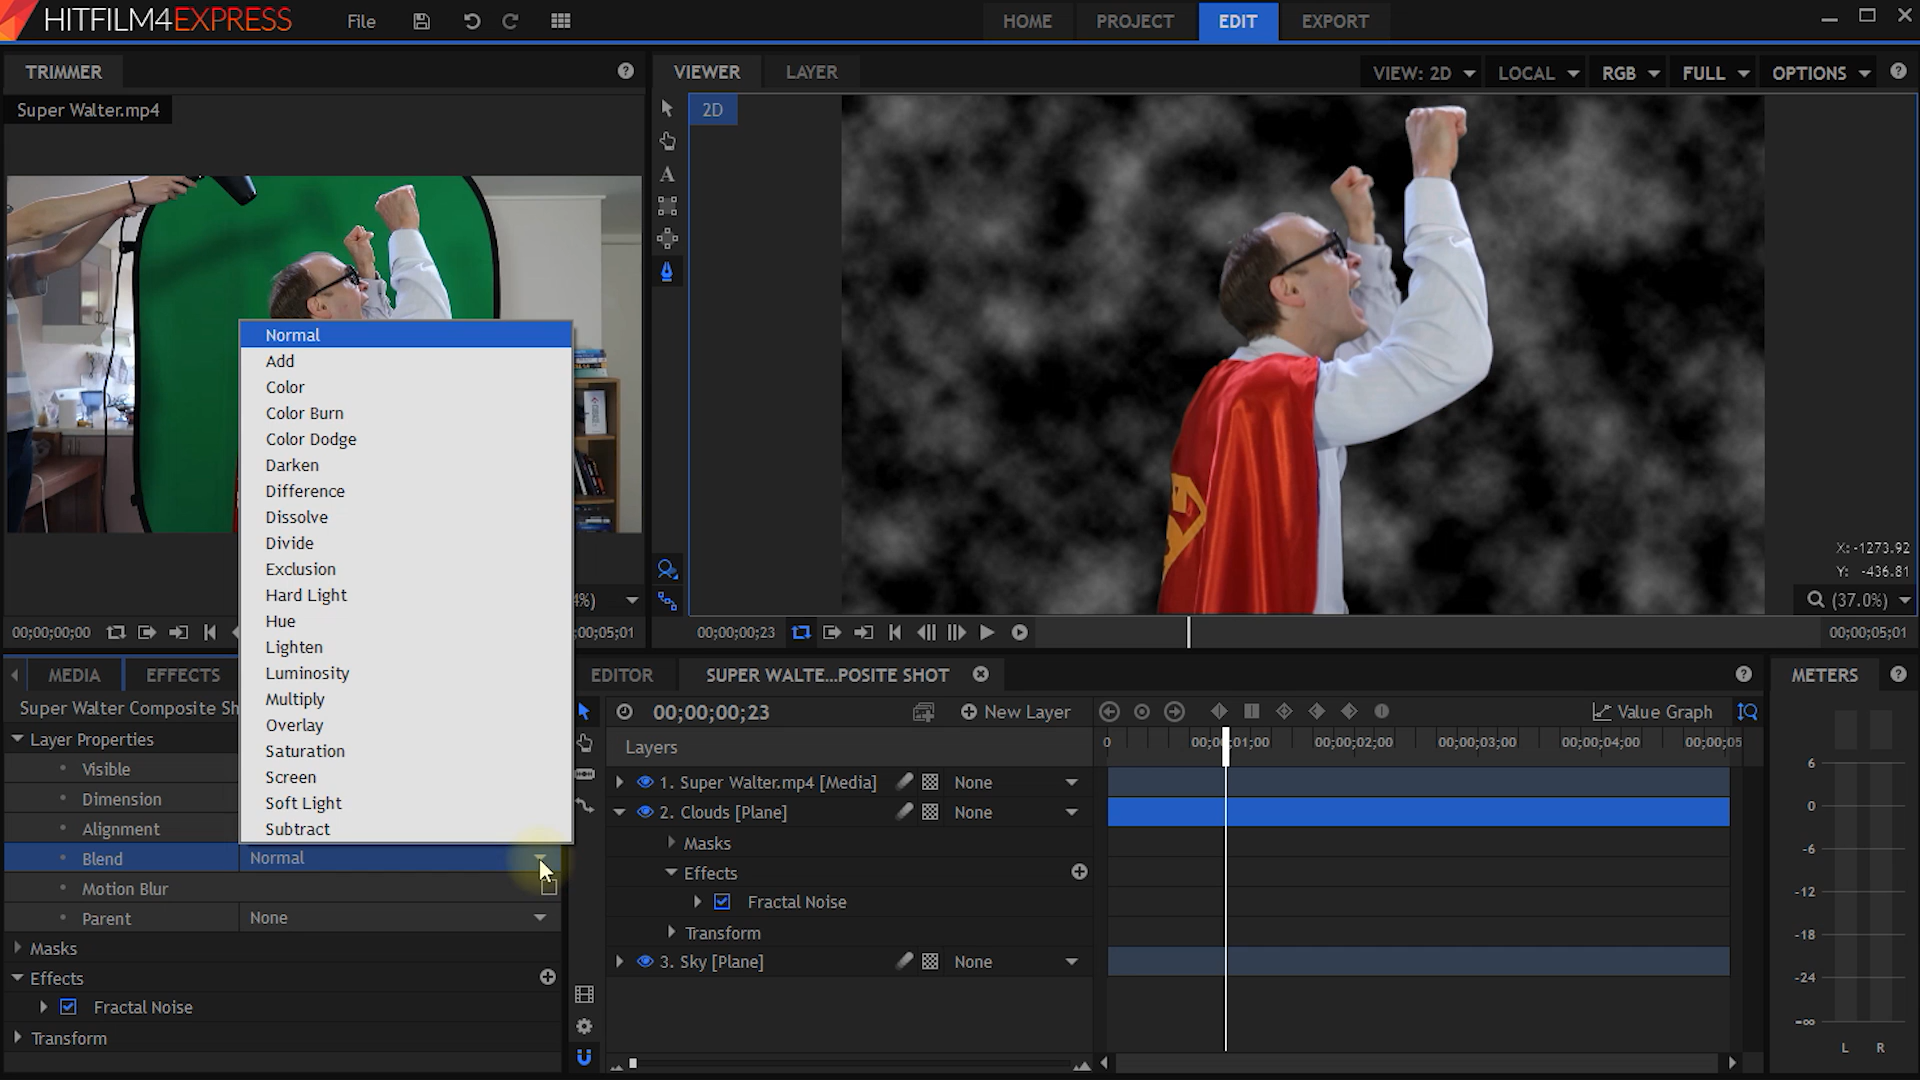 HITFILM4EXPRESS
File
HOME
PROJECT
EDIT
EXPORT
TRIMMER
VIEWER
LAYER
VIEW: 2D
LOCAL
RGB
FULL
OPTIONS
Super Walter.mp4
2D
A
Normal
Add
Color
Color Burn
Color Dodge
Darken
Difference
Dissolve
Divide
Exclusion
Hard Light
Hue
Lighten
Luminosity
Multiply
Overlay
Saturation
Screen
Soft Light
Subtract
X: -1273.92
Y: -436.81
4%)
(37.0%)
00;00;00;00
00;05;01
00;00;00;23
00;00;05;01
MEDIA
EFFECTS
EDITOR
SUPER WALTE...POSITE SHOT
METERS
Super Walter Composite Sh
Layer Properties
Visible
Dimension
Alignment
Blend
Normal
Motion Blur
Parent
None
Masks
Effects
Fractal Noise
Transform
00;00;00;23
New Layer
Value Graph
Layers
0
00;00;01;00
00;00;02;00
00;00;03;00
00;00;04;00
00;00;05
1. Super Walter.mp4 [Media]
None
2. Clouds [Plane]
None
Masks
Effects
Fractal Noise
Transform
3. Sky [Plane]
None
6
0
-6
-12
-18
-24
-∞
L
R